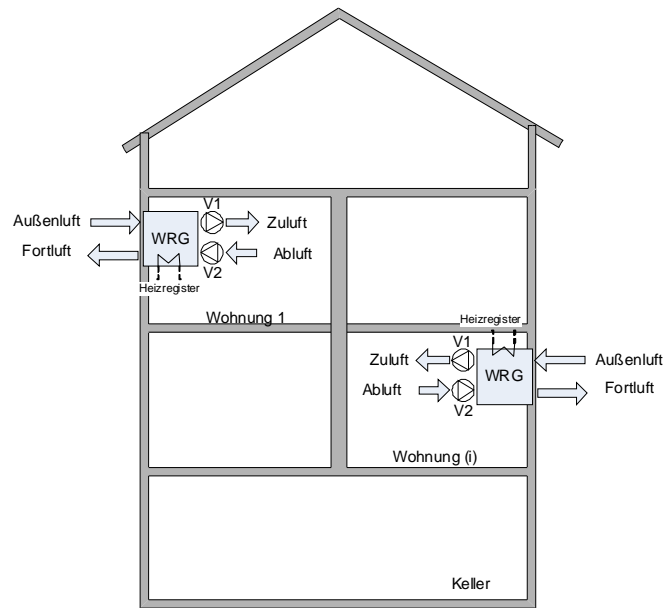 V1
Außenluft
Zuluft
WRG
Fortluft
Abluft
V2
Heizregister
Wohnung 1
Heizregister
V1
Zuluft
Außenluft
WRG
Abluft
Fortluft
V2
Wohnung (i)
Keller